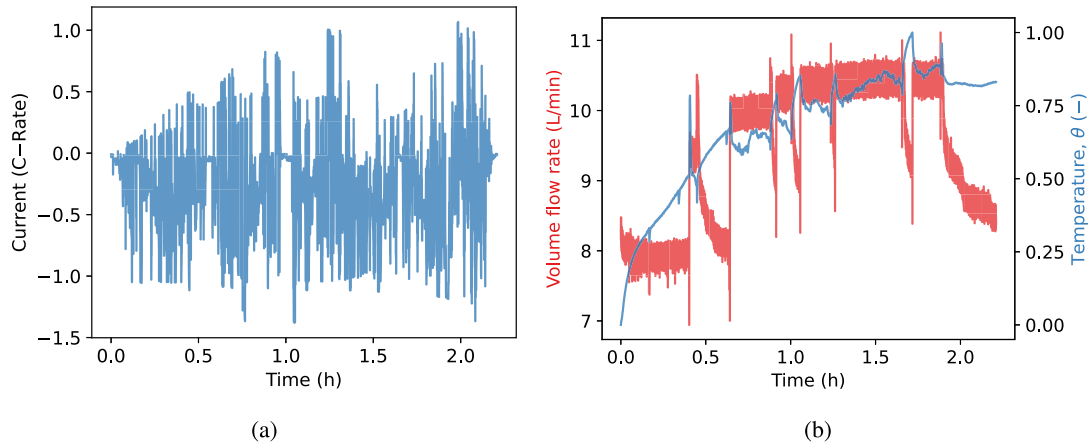 1.0
0.5
0.0
−0.5
−1.0
−1.5
Current (C−Rate)
0.0 0.5 1.0 1.5 2.0
Time (h)
(a)
11
10
9
8
7
Volume flow rate (L/min)
1.00
0.75
0.50
0.25
0.00
Temperature, θ (−)
0.0 0.5 1.0 1.5 2.0
Time (h)
(b)